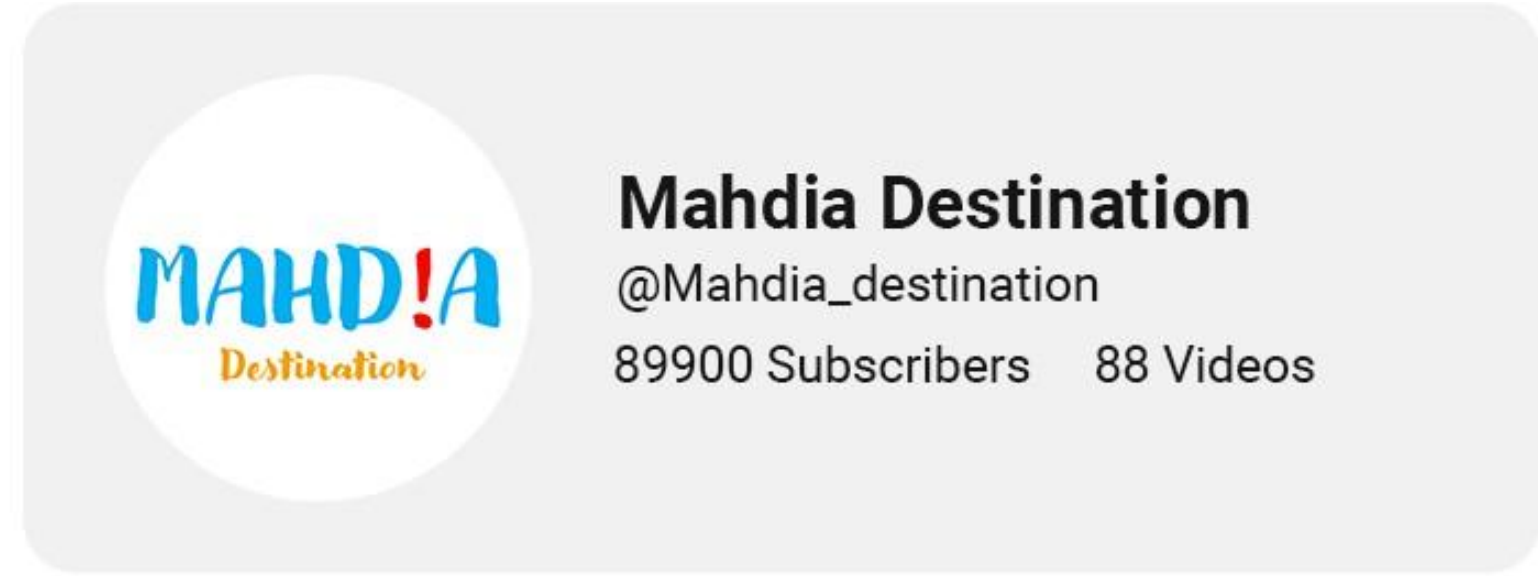 MAHD!A
Destination
Mahdia Destination
@Mahdia_destination
89900 Subscribers 88 Videos